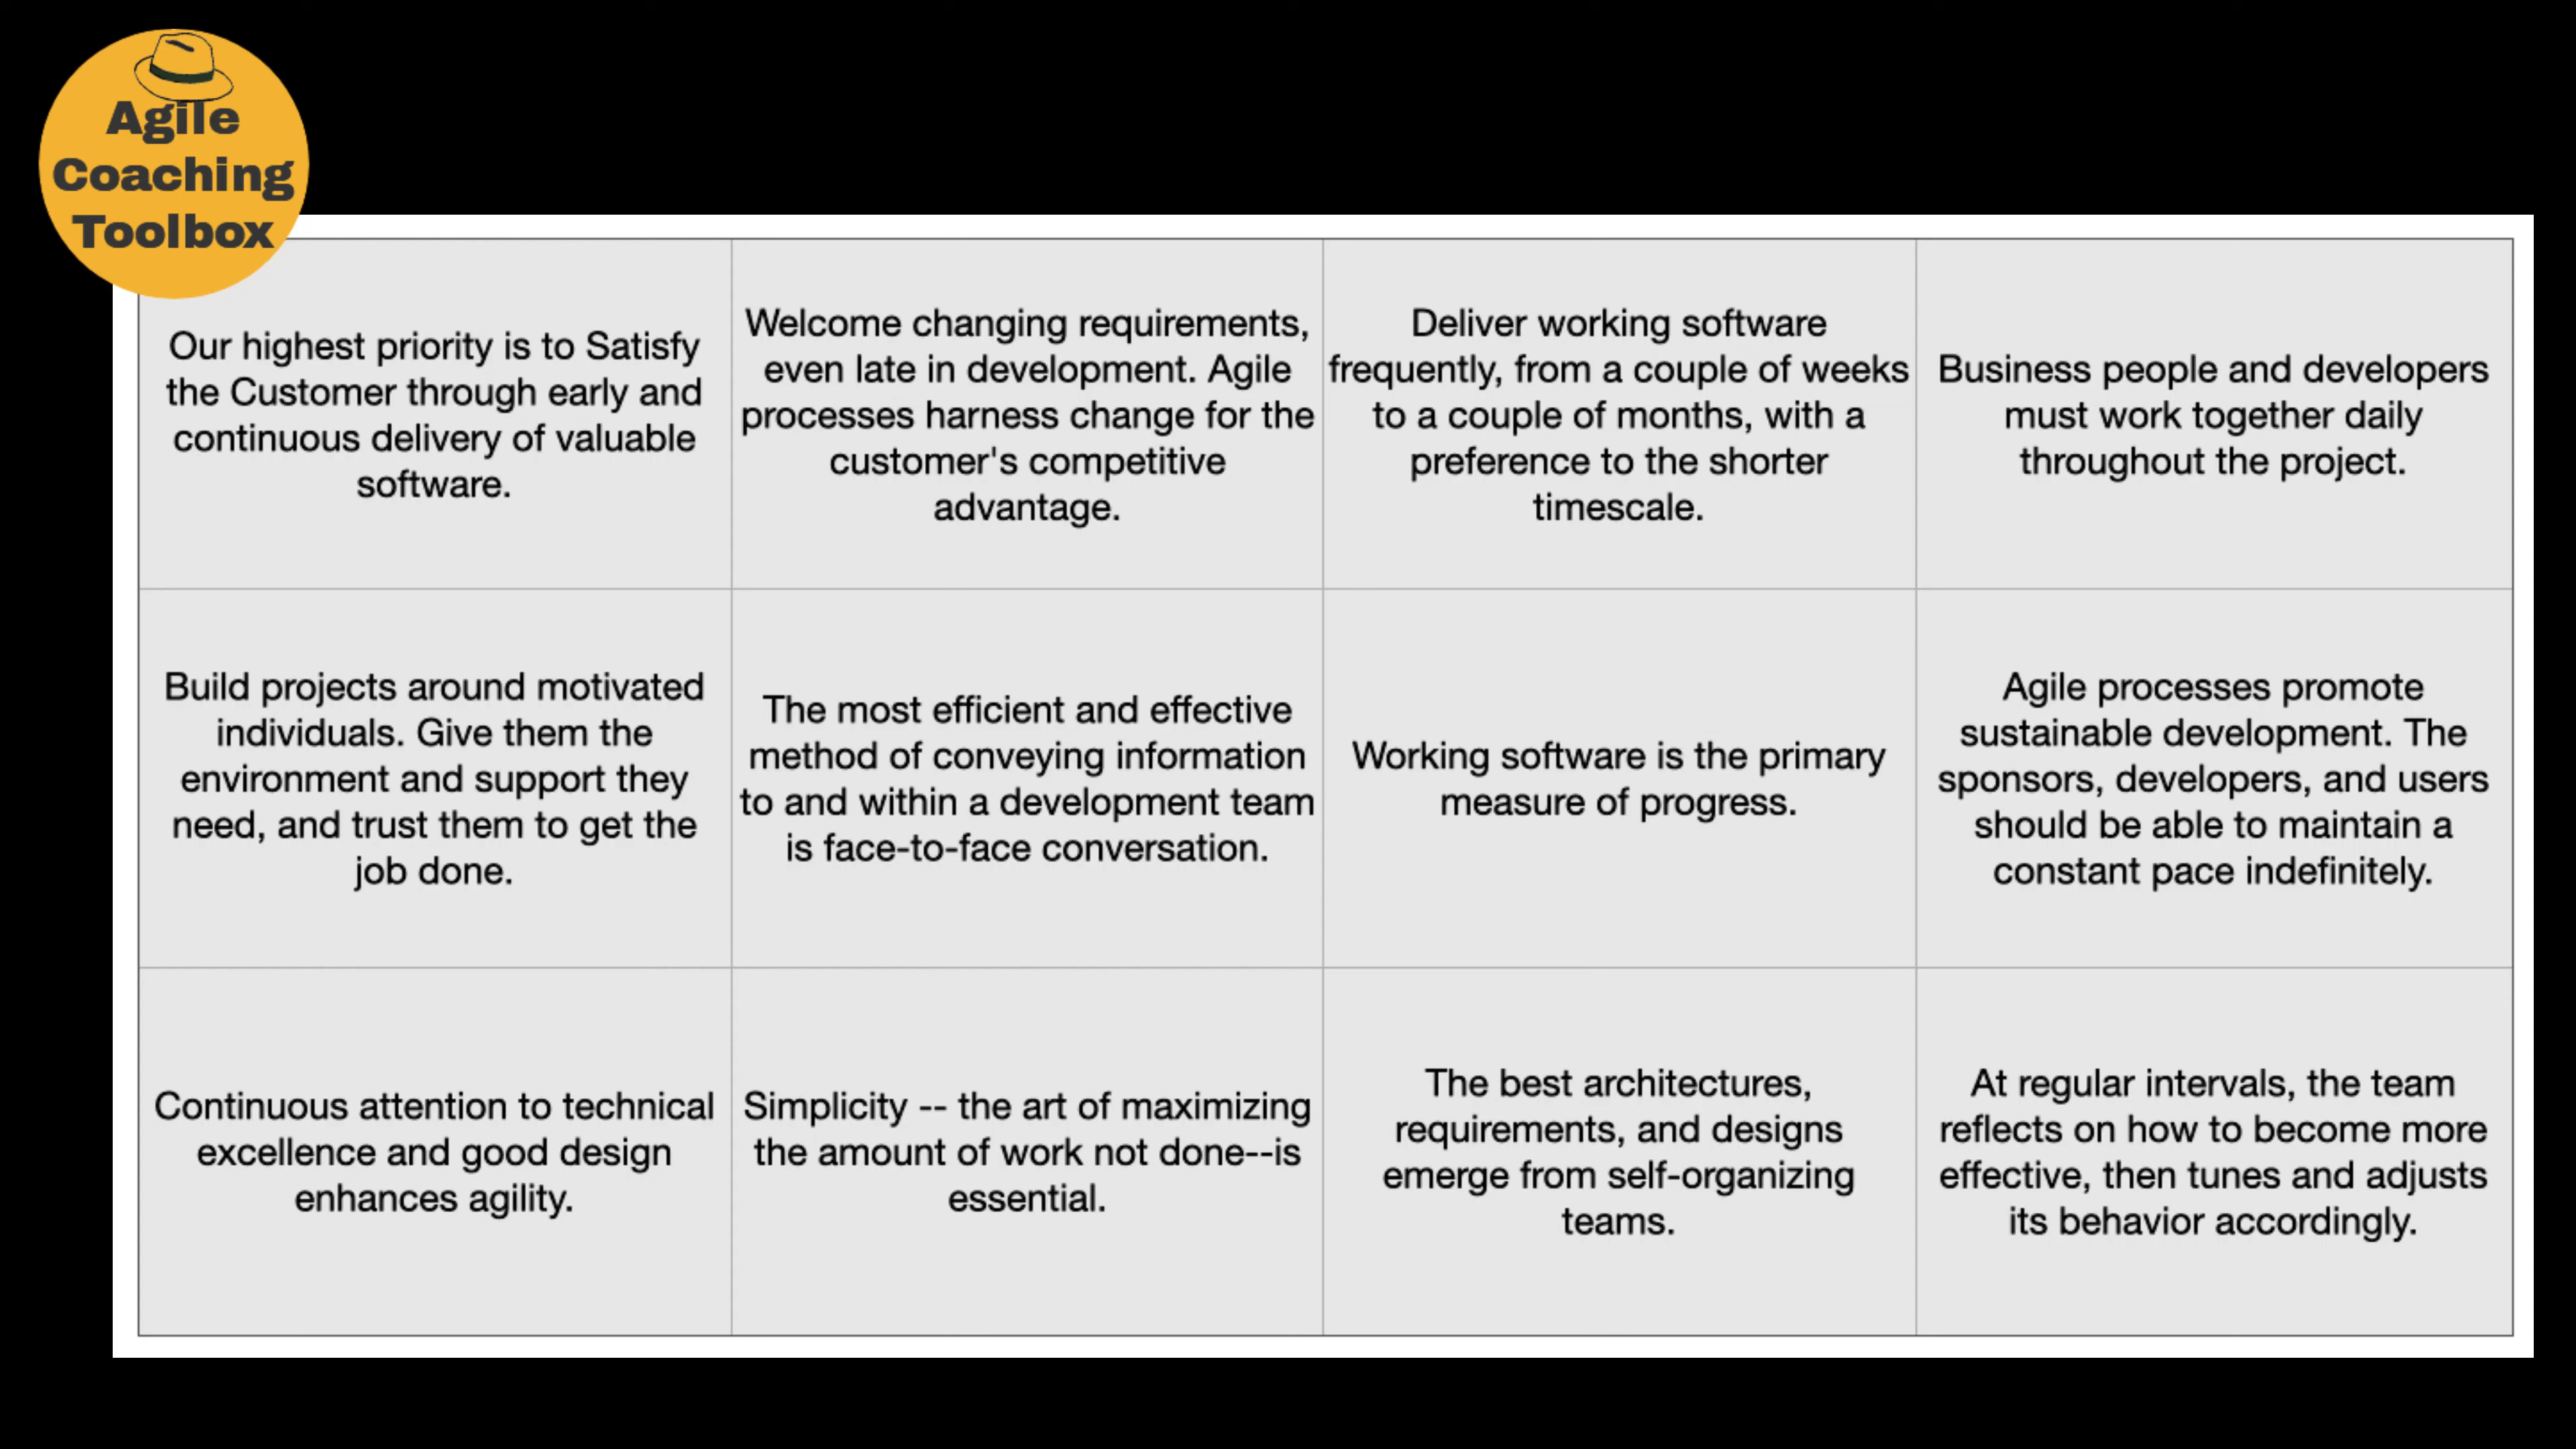 Agile
Coaching
Toolbox
Our highest priority is to Satisfy
the Customer through early and
continuous delivery of valuable
software.
Welcome changing requirements,
even late in development. Agile
processes harness change for the
customer's competitive
advantage.
Deliver working software
frequently, from a couple of weeks
to a couple of months, with a
preference to the shorter
timescale.
Business people and developers
must work together daily
throughout the project.
Build projects around motivated
individuals. Give them the
environment and support they
need, and trust them to get the
job done.
The most efficient and effective
method of conveying information
to and within a development team
is face-to-face conversation.
Working software is the primary
measure of progress.
Agile processes promote
sustainable development. The
sponsors, developers, and users
should be able to maintain a
constant pace indefinitely.
Continuous attention to technical
excellence and good design
enhances agility.
Simplicity -- the art of maximizing
the amount of work not done--is
essential.
The best architectures,
requirements, and designs
emerge from self-organizing
teams.
At regular intervals, the team
reflects on how to become more
effective, then tunes and adjusts
its behavior accordingly.